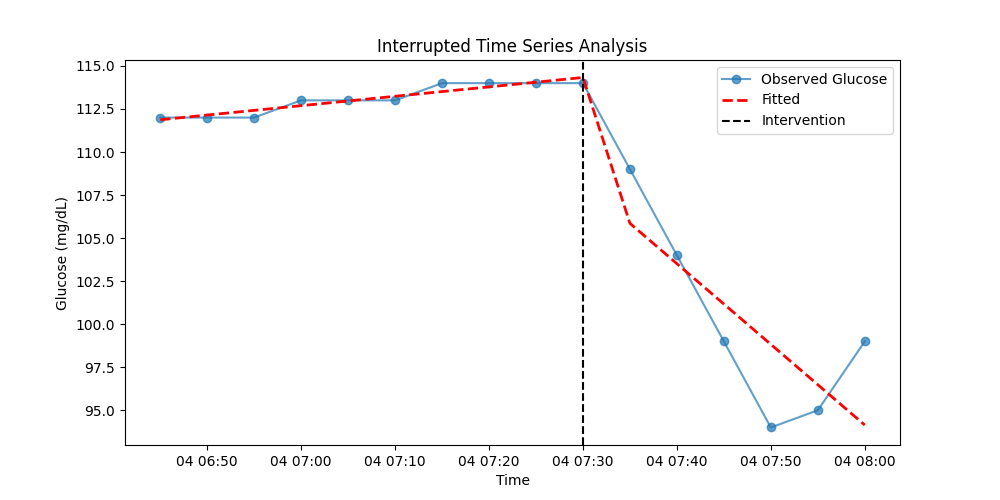 Interrupted Time Series Analysis
115.0
112.5
110.0
107.5
105.0
102.5
100.0
97.5
95.0
Glucose (mg/dL)
Observed Glucose
Fitted
Intervention
04 06:50
04 07:00
04 07:10
04 07:20
04 07:30
04 07:40
04 07:50
04 08:00
Time